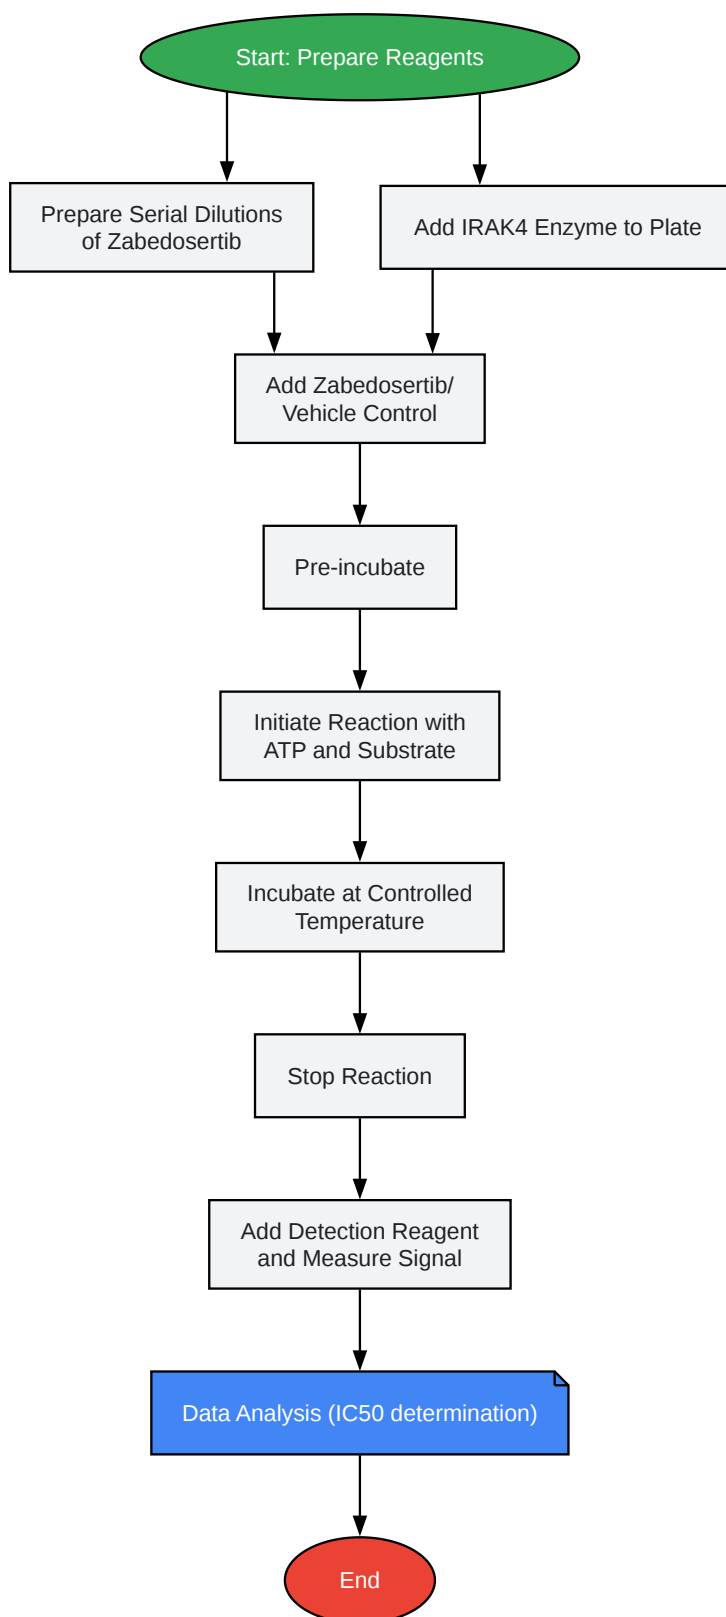 Start: Prepare Reagents
Prepare Serial Dilutions
of Zabedosertib
Add IRAK4 Enzyme to Plate
Add Zabedosertib/
Vehicle Control
Pre-incubate
Initiate Reaction with
ATP and Substrate
Incubate at Controlled
Temperature
Stop Reaction
Add Detection Reagent
and Measure Signal
Data Analysis (IC50 determination)
End